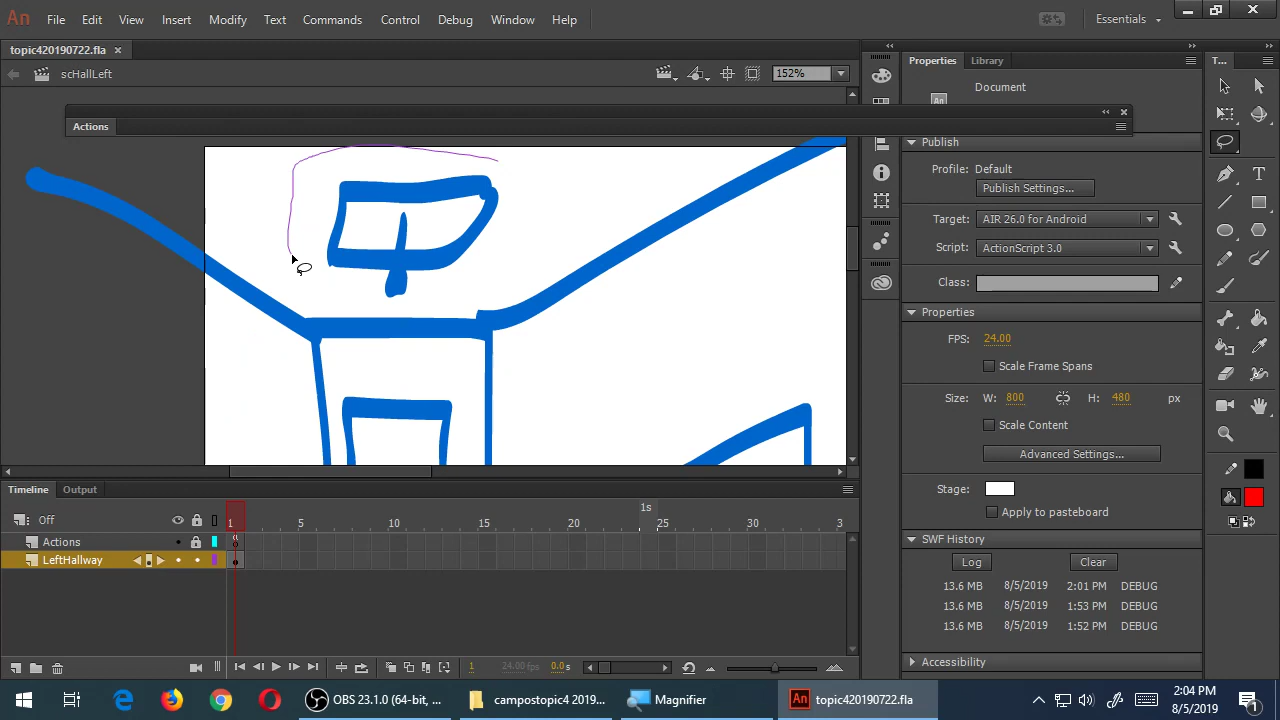 An File Edit View Insert Modify Text Commands Control Debug Window Help Essentials
topic420190722.fla ×
scHallLeft 152%
Actions
Properties Library
Document
An
Publish
Profile: Default
Publish Settings...
Target: AIR 26.0 for Android
Script: ActionScript 3.0
Class:
Properties
FPS: 24.00
Scale Frame Spans
Size: W: 800 H: 480 px
Scale Content
Advanced Settings...
Stage:
Apply to pasteboard
SWF History
Log Clear
13.6 MB 8/5/2019 2:01 PM DEBUG
13.6 MB 8/5/2019 1:53 PM DEBUG
13.6 MB 8/5/2019 1:52 PM DEBUG
Accessibility
T...
Timeline Output
1s
Off 1 5 10 15 20 25 30 3
Actions
LeftHallway
1 24.00 fps 0.0 s
OBS 23.1.0 (64-bit, ... campostopic4 2019... Magnifier An topic420190722.fla
2:04 PM
8/5/2019
1